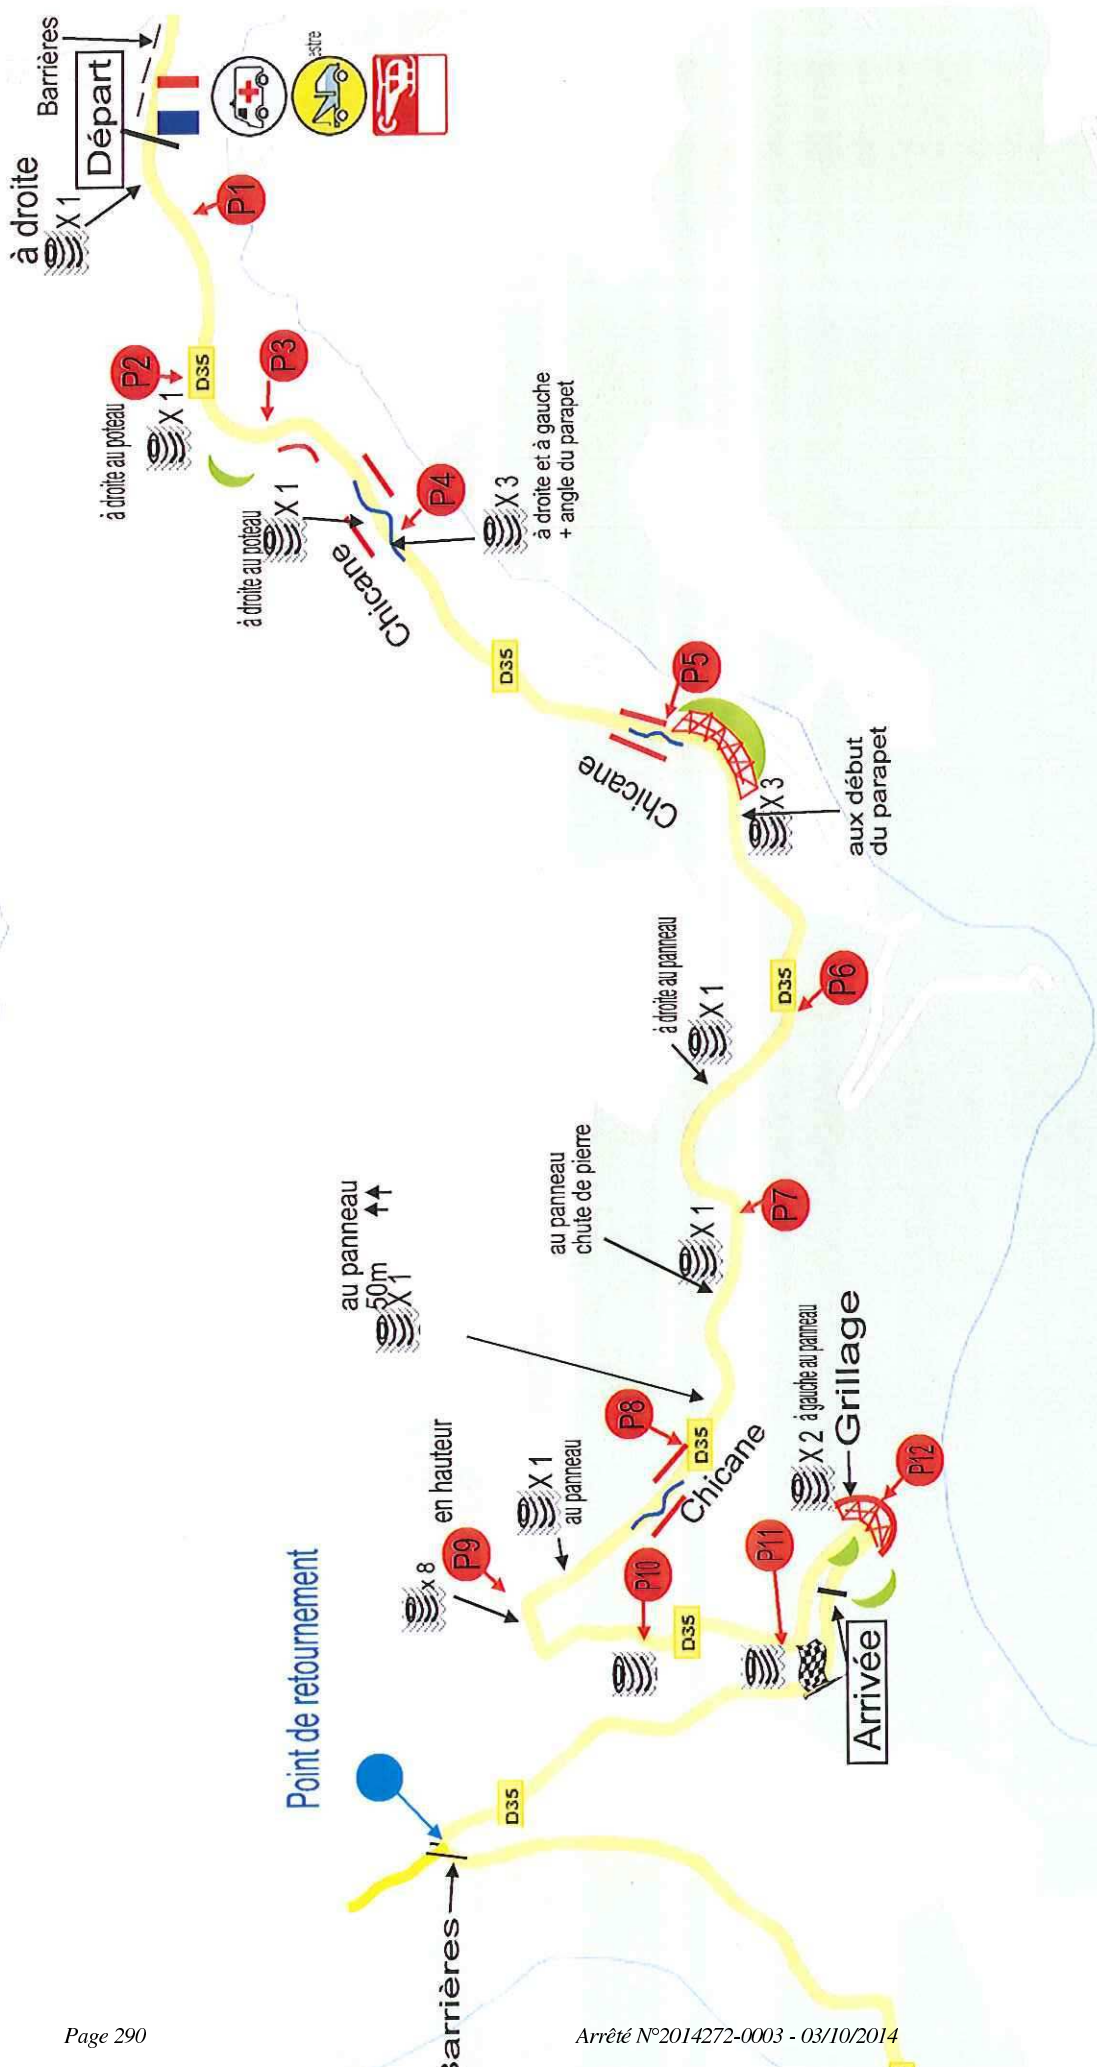 Barrières
Départ
estre
à droite
X 1
P1
P2
D35
X 1
à droite au poteau
P3
X 1
à droite au poteau
Chicane
P4
X 3
à droite et à gauche
+ angle du parapet
D35
P5
Chicane
X 3
aux début
du parapet
D35
P6
à droite au panneau
X 1
P7
au panneau
chute de pierre
X 1
au panneau
50m
X 1
P8
D35
Chicane
X 1
au panneau
en hauteur
P9
x 8
P10
D35
P11
X 2 à gauche au panneau
Grillage
P12
Arrivée
Point de retournement
D35
Barrières
Page 290
Arrêté N°2014272-0003 - 03/10/2014